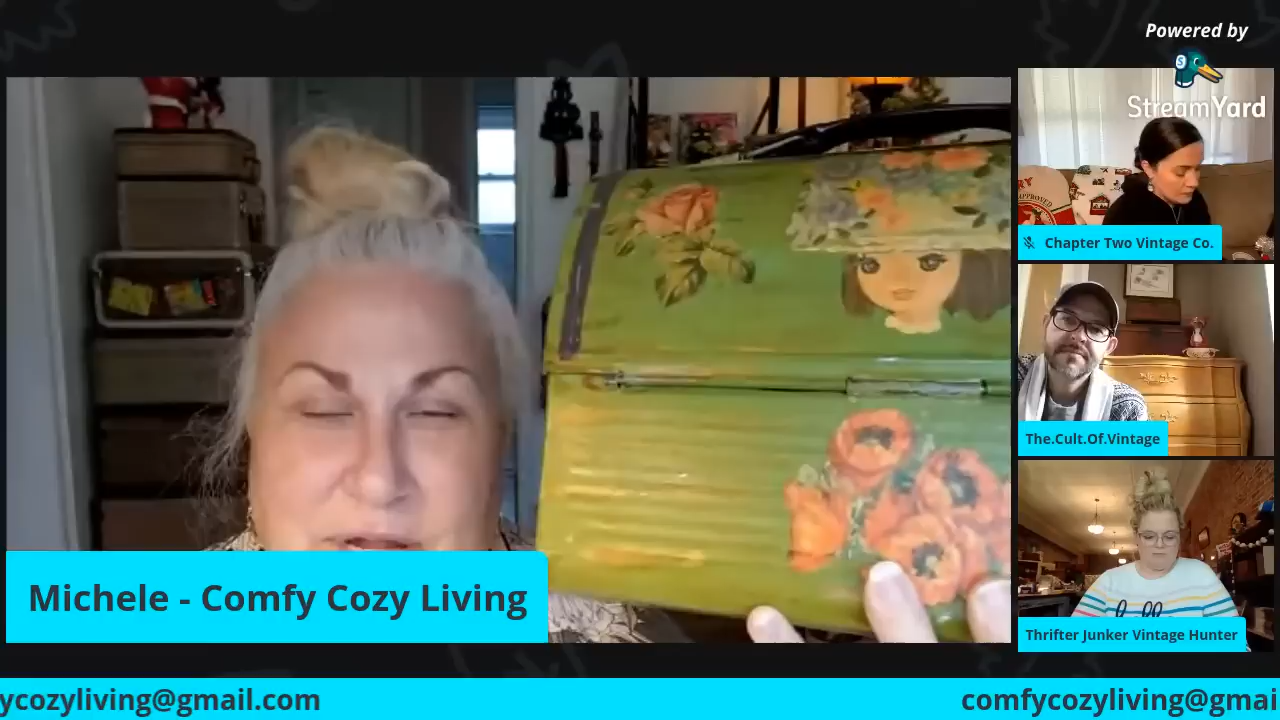 Powered by
StreamYard
Chapter Two Vintage Co.
The.Cult.Of.Vintage
Michele - Comfy Cozy Living
Thrifter Junker Vintage Hunter
ycozyliving@gmail.com
comfycozyliving@gmai